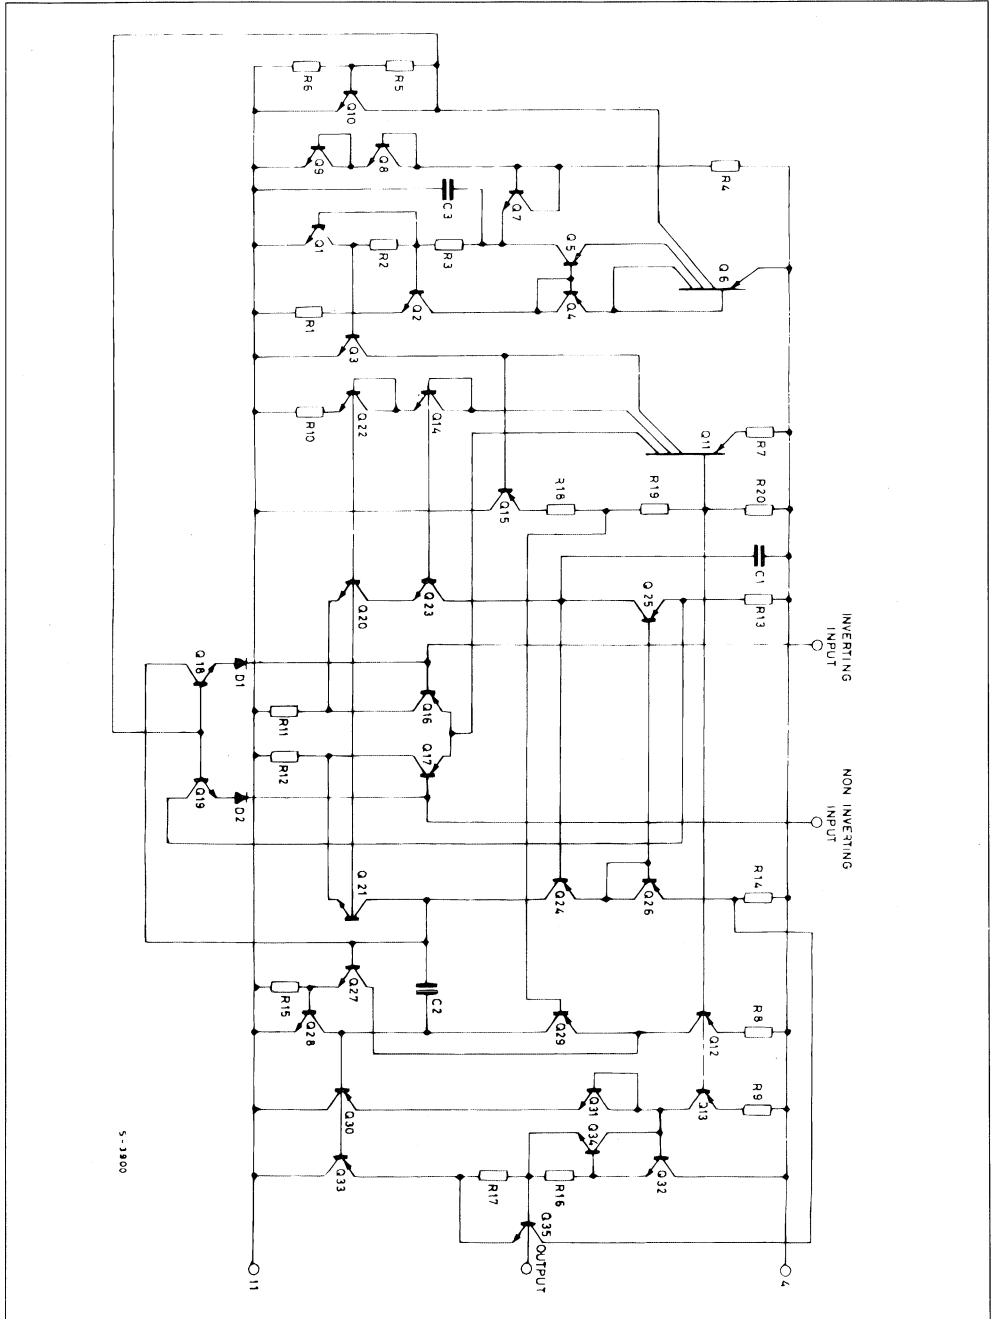 R6
R5
Q10
Q9
Q8
R4
C3
Q7
Q1
R2
R3
Q5
Q6
R1
Q2
Q4
Q3
R10
Q22
Q14
Q11
R7
Q15
R18
R19
R20
C1
R13
Q20
Q23
Q25
INVERTING
INPUT
Q18
D1
R11
Q16
R12
Q17
Q19
D2
NON INVERTING
INPUT
Q21
Q24
Q26
R14
R15
Q27
Q28
C2
Q29
Q12
R8
Q30
Q31
Q13
R9
Q33
R17
R16
Q34
Q32
Q35
OUTPUT
11
4
S-3900